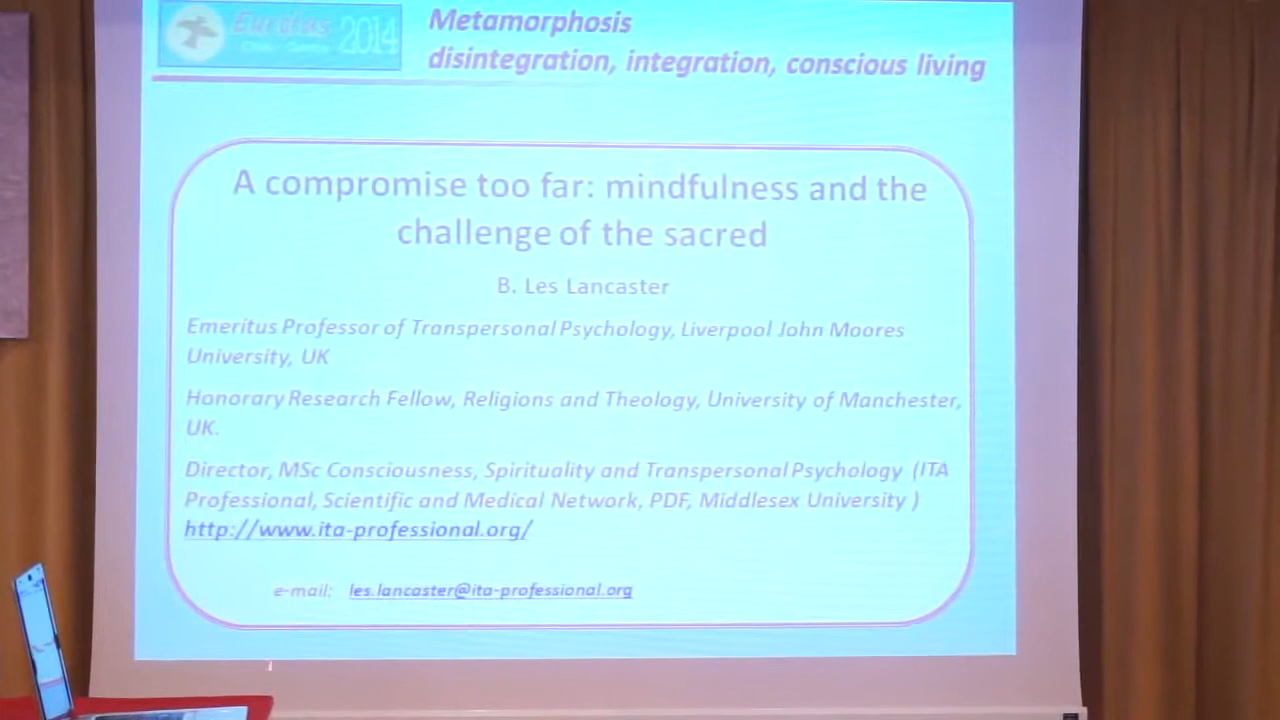 Eurotas
2014
Metamorphosis
disintegration, integration, conscious living
A compromise too far: mindfulness and the
challenge of the sacred
B. Les Lancaster
Emeritus Professor of Transpersonal Psychology, Liverpool John Moores
University, UK
Honorary Research Fellow, Religions and Theology, University of Manchester,
UK.
Director, MSc Consciousness, Spirituality and Transpersonal Psychology (ITA
Professional, Scientific and Medical Network, PDF, Middlesex University )
http://www.ita-professional.org/
e-mail: les.lancaster@ita-professional.org